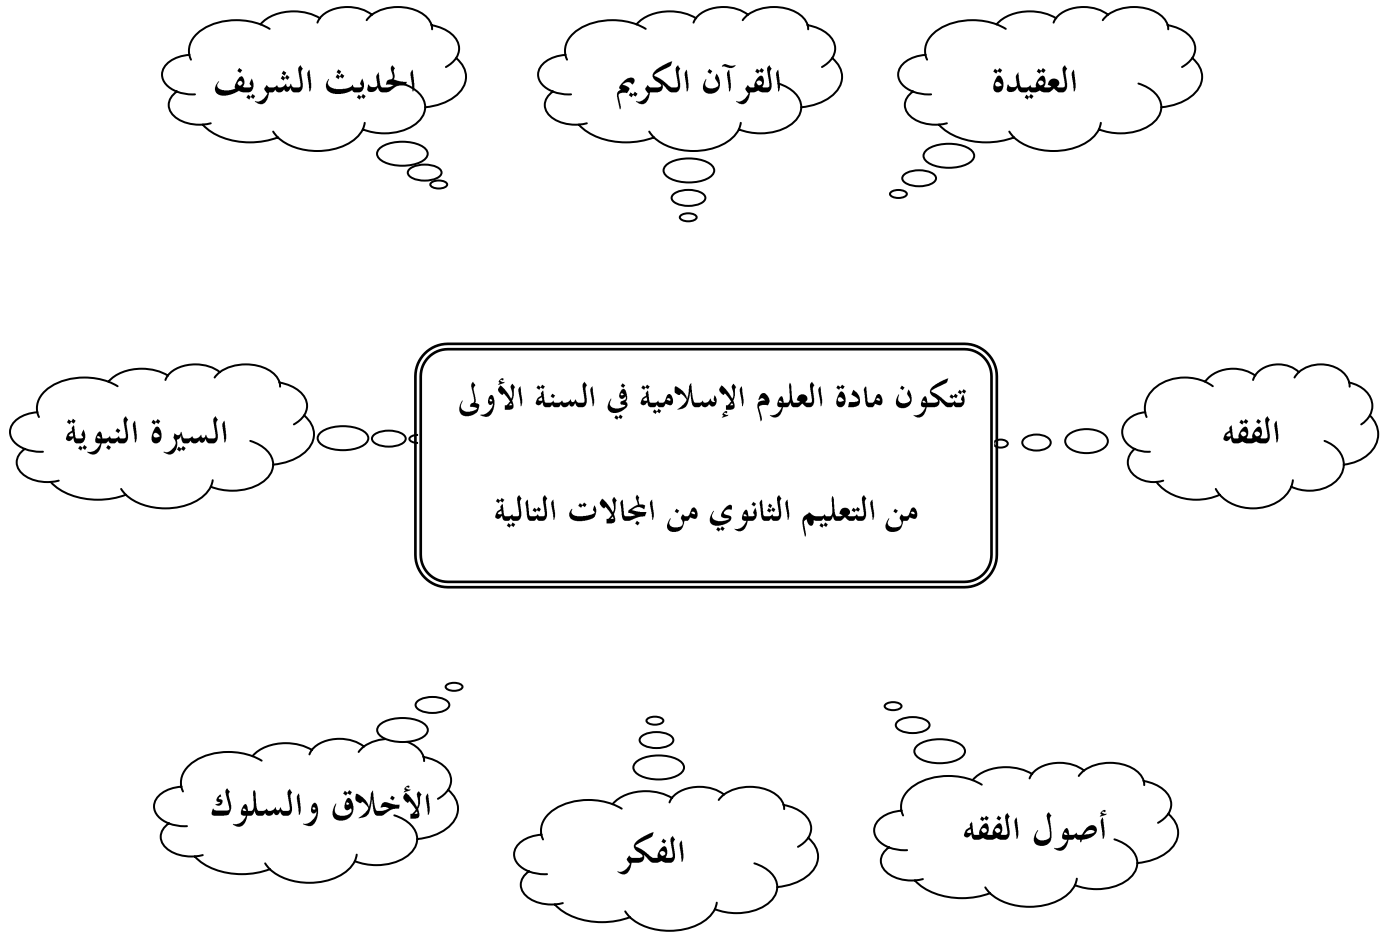 العقيدة
القرآن الكريم
الحديث الشريف
تتكون مادة العلوم الإسلامية في السنة الأولى
من التعليم الثانوي من المجالات التالية
الفقه
السيرة النبوية
أصول الفقه
الفكر
الأخلاق والسلوك